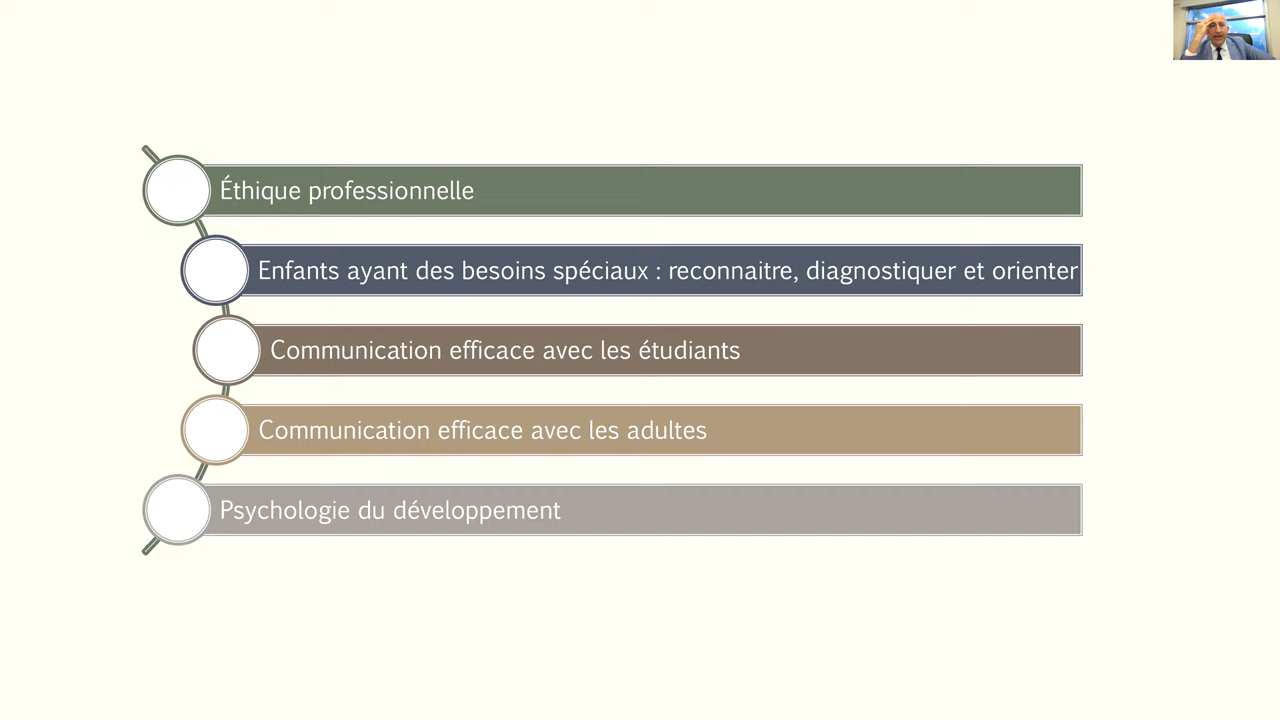 Éthique professionnelle
Enfants ayant des besoins spéciaux : reconnaitre, diagnostiquer et orienter
Communication efficace avec les étudiants
Communication efficace avec les adultes
Psychologie du développement